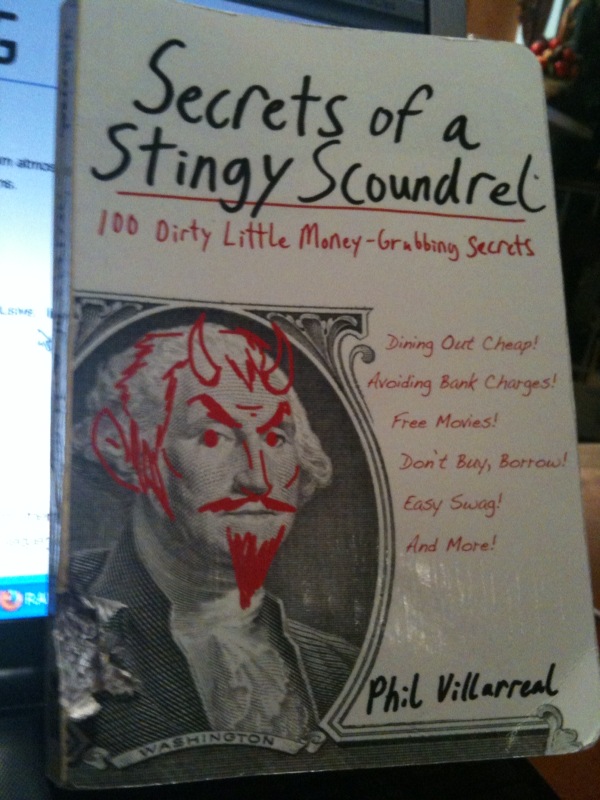 Secrets of a
Stingy Scoundrel
100 Dirty Little Money-Grubbing Secrets
Dining Out Cheap!
Avoiding Bank Charges!
Free Movies!
Don't Buy, Borrow!
Easy Swag!
And More!
Phil Villarreal
WASHINGTON